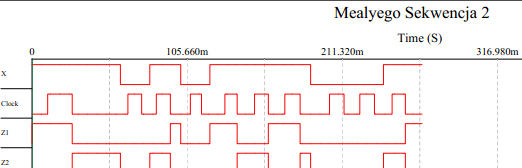 Mealyego Sekwencja 2
Time (S)
0 105.660m 211.320m 316.980m
X
Clock
Z1
Z2